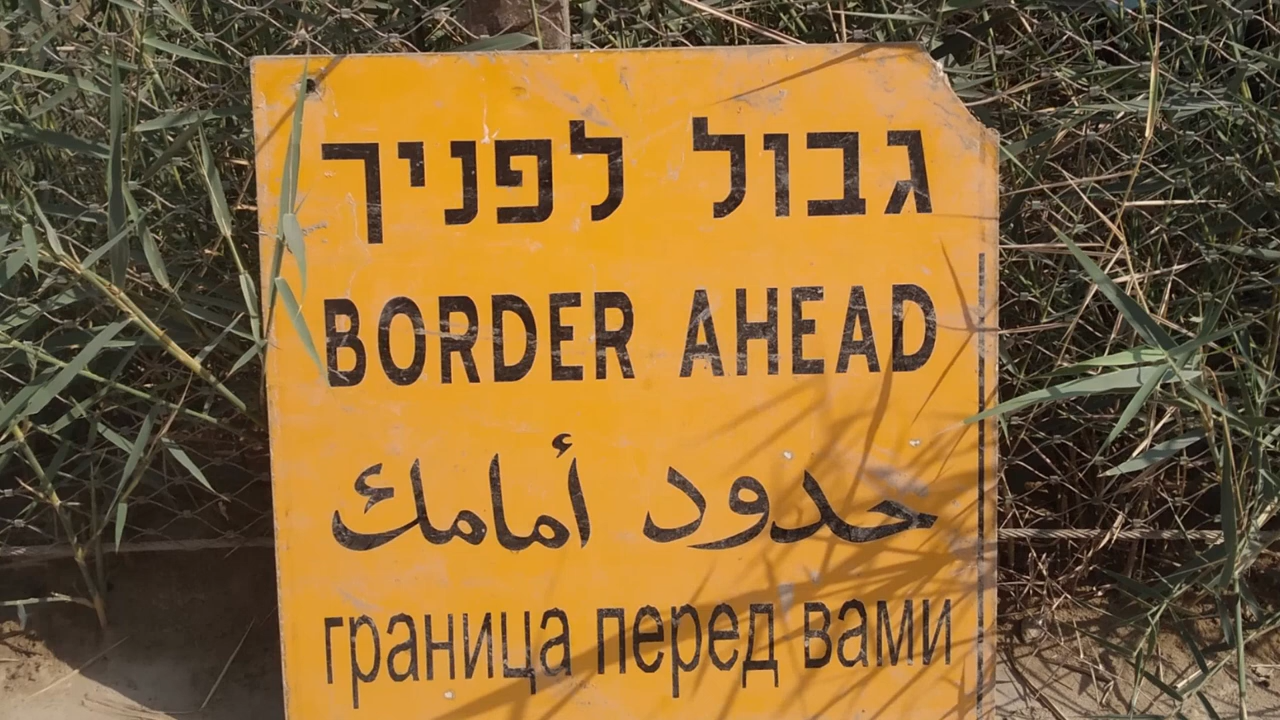 גבול לפניך
BORDER AHEAD
حدود أمامك
граница перед вами